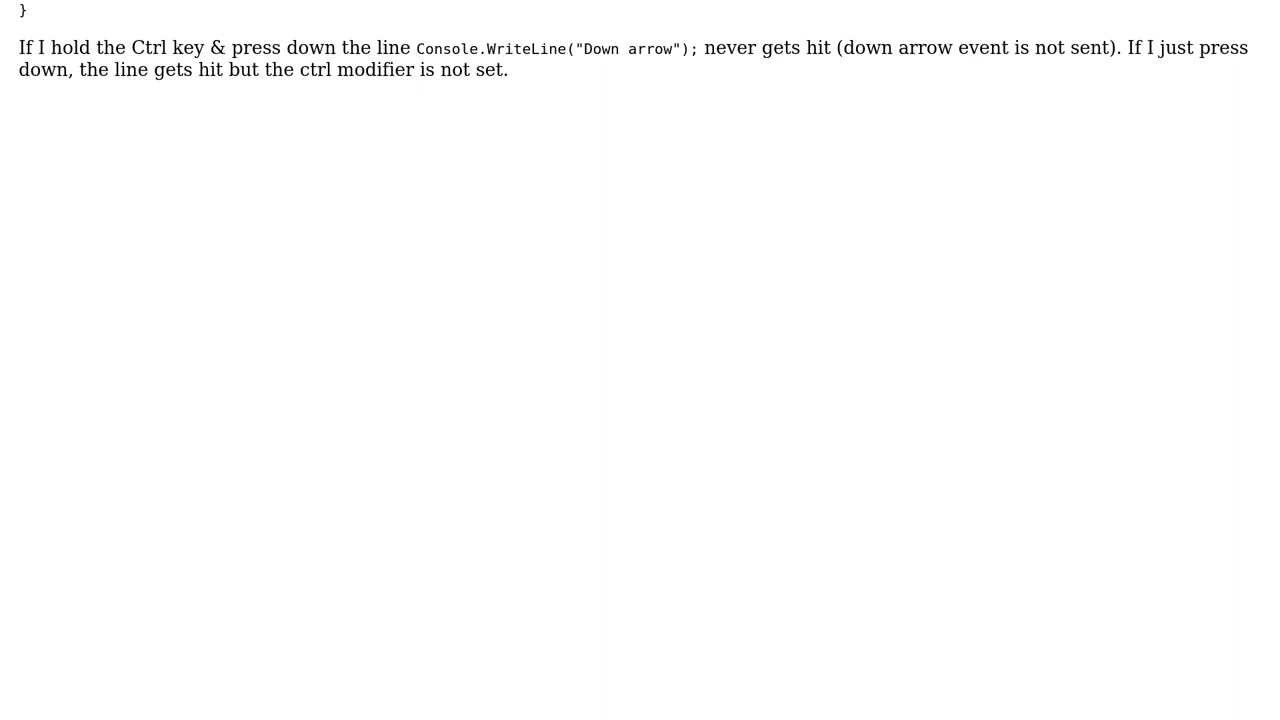 }
If I hold the Ctrl key & press down the line Console.WriteLine("Down arrow"); never gets hit (down arrow event is not sent). If I just press
down, the line gets hit but the ctrl modifier is not set.